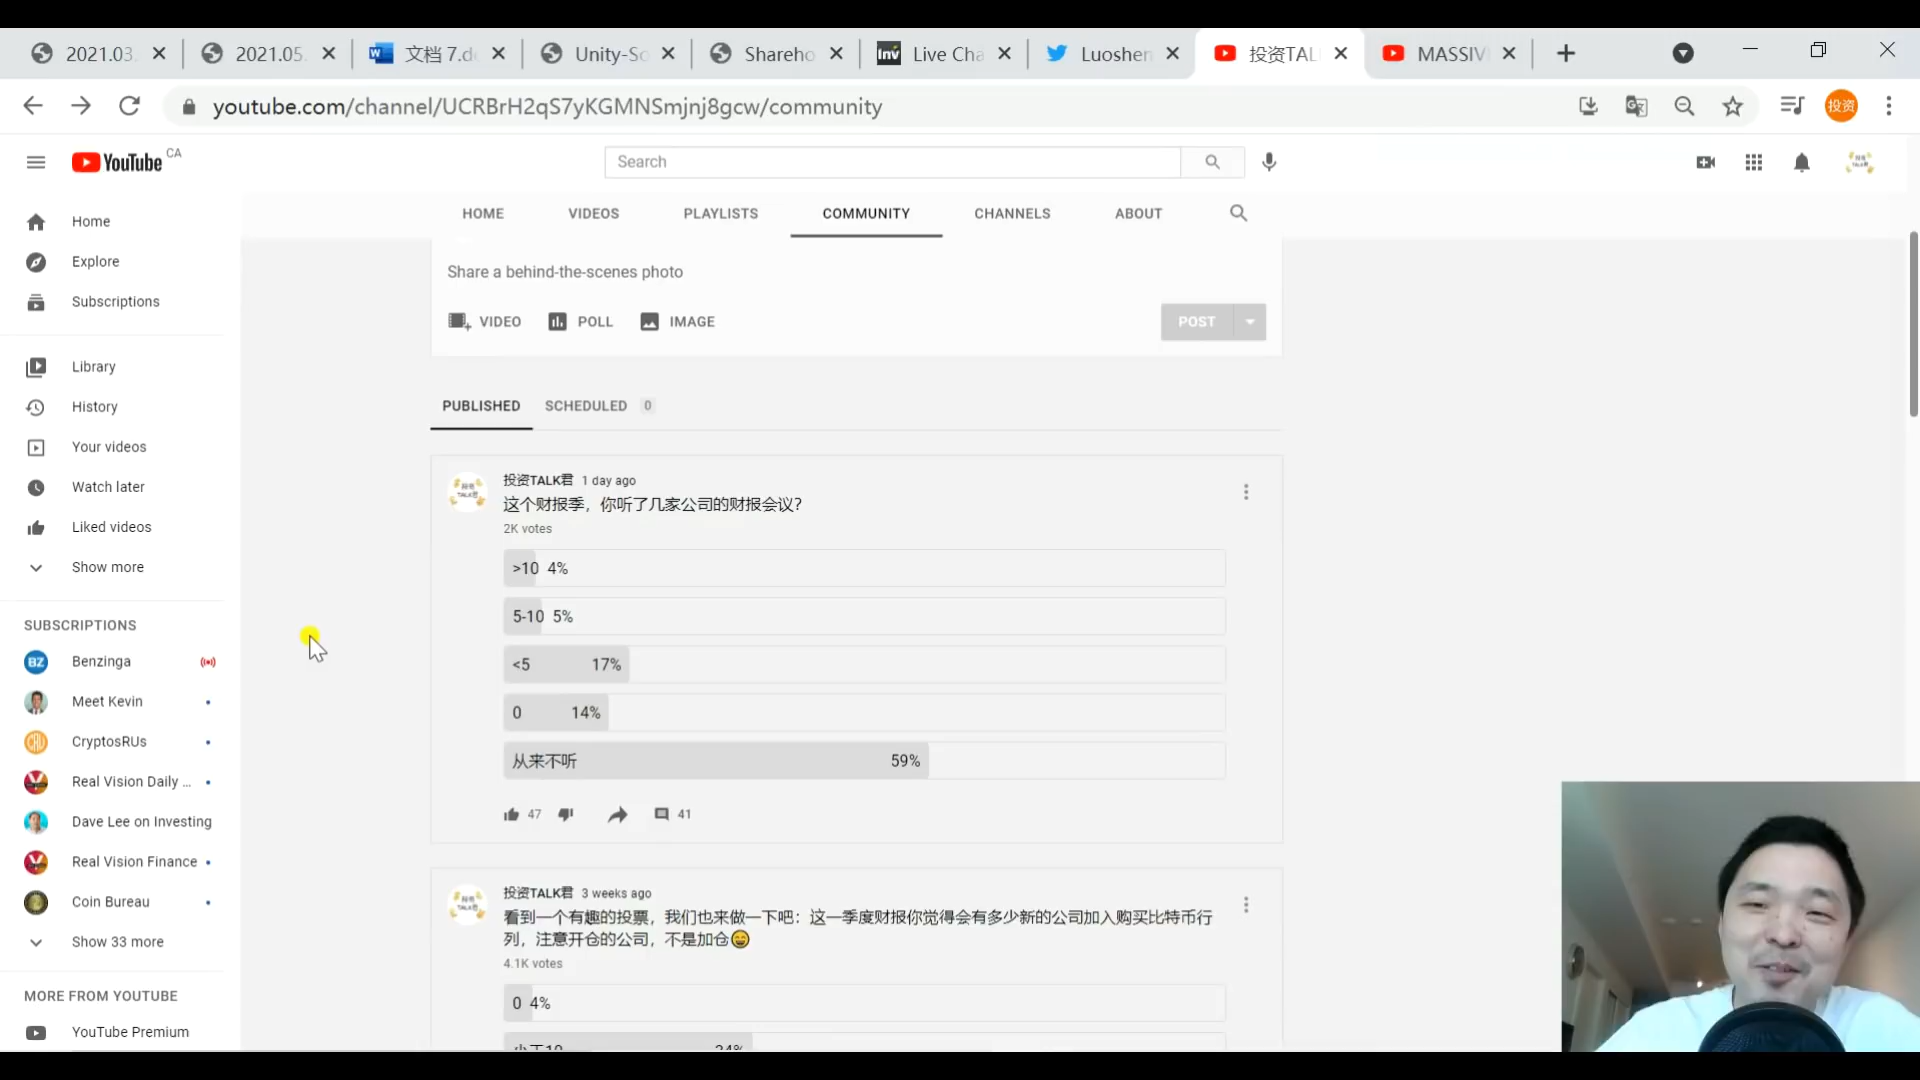 2021.03
2021.05
文档 7.d
Unity-So
Shareho
Inv
Live Cha
Luoshen
投资TAL
MASSIV
youtube.com/channel/UCRBrH2qS7yKGMNSmjnj8gcw/community
投资
YouTube CA
Search
HOME
VIDEOS
PLAYLISTS
COMMUNITY
CHANNELS
ABOUT
Home
Explore
Subscriptions
Library
History
Your videos
Watch later
Liked videos
Show more
SUBSCRIPTIONS
BZ Benzinga
Meet Kevin
CryptosRUs
Real Vision Daily ...
Dave Lee on Investing
Real Vision Finance
Coin Bureau
Show 33 more
MORE FROM YOUTUBE
YouTube Premium
Share a behind-the-scenes photo
VIDEO
POLL
IMAGE
POST
PUBLISHED
SCHEDULED 0
投资TALK君 1 day ago
这个财报季，你听了几家公司的财报会议?
2K votes
>10 4%
5-10 5%
<5 17%
0 14%
从来不听 59%
47
41
投资TALK君 3 weeks ago
看到一个有趣的投票，我们也来做一下吧：这一季度财报你觉得会有多少新的公司加入购买比特币行
列，注意开仓的公司，不是加仓😄
4.1K votes
0 4%